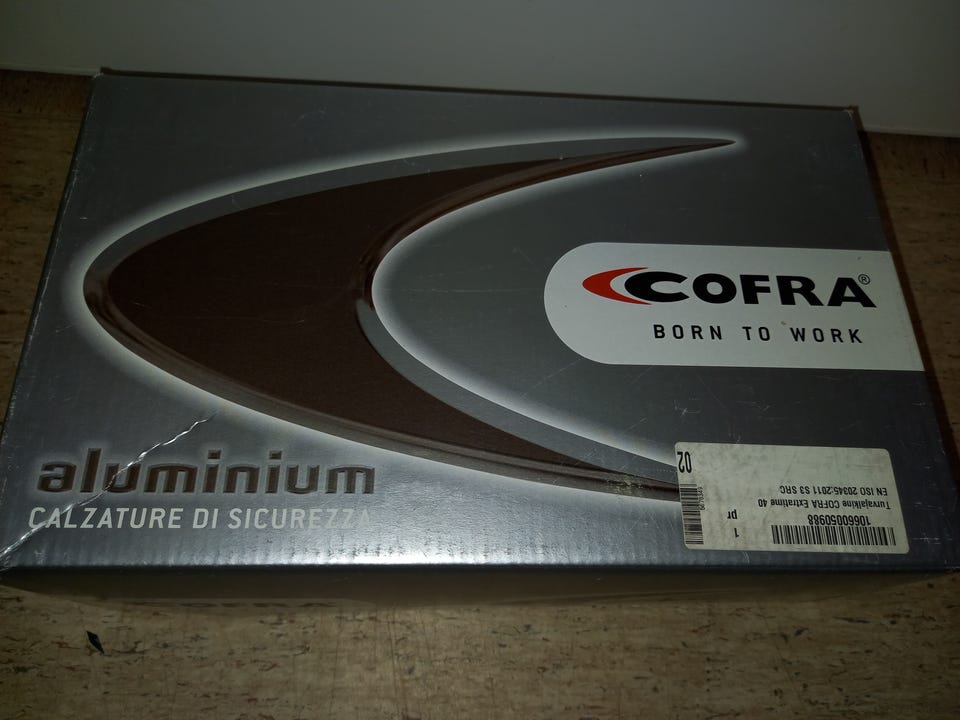 COFRA®
BORN TO WORK
aluminium
CALZATURE DI SICUREZZA
10660050988
1 pr
Turvajalkine COFRA Extratime 40
EN ISO 20345:2011 S3 SRC
02